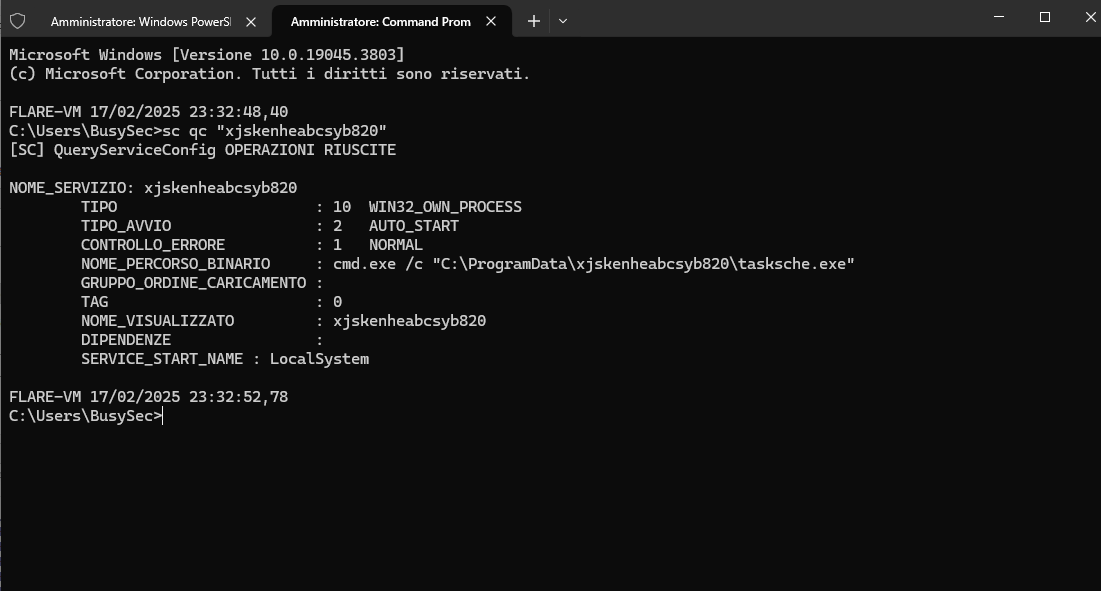 Amministratore: Windows PowerS
Amministratore: Command Prom
Microsoft Windows [Versione 10.0.19045.3803]
(c) Microsoft Corporation. Tutti i diritti sono riservati.
FLARE-VM 17/02/2025 23:32:48,40
C:\Users\BusySec>sc qc "xjskenheabcsyb820"
[SC] QueryServiceConfig OPERAZIONI RIUSCITE
NOME_SERVIZIO: xjskenheabcsyb820
TIPO : 10 WIN32_OWN_PROCESS
TIPO_AVVIO : 2 AUTO_START
CONTROLLO_ERRORE : 1 NORMAL
NOME_PERCORSO_BINARIO : cmd.exe /c "C:\ProgramData\xjskenheabcsyb820\tasksche.exe"
GRUPPO_ORDINE_CARICAMENTO :
TAG : 0
NOME_VISUALIZZATO : xjskenheabcsyb820
DIPENDENZE :
SERVICE_START_NAME : LocalSystem
FLARE-VM 17/02/2025 23:32:52,78
C:\Users\BusySec>